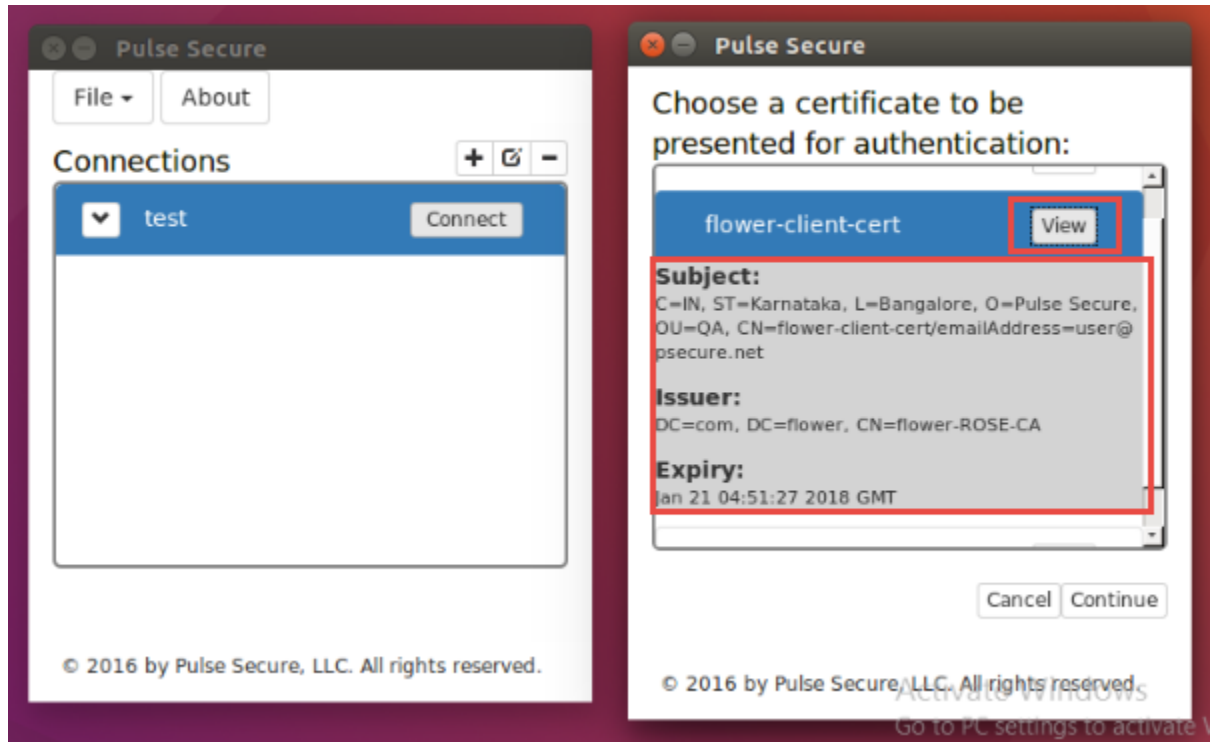 Pulse Secure
File
About
Connections
test
Connect
© 2016 by Pulse Secure, LLC. All rights reserved.
Pulse Secure
Choose a certificate to be
presented for authentication:
flower-client-cert
View
Subject:
C=IN, ST=Karnataka, L=Bangalore, O=Pulse Secure,
OU=QA, CN=flower-client-cert/emailAddress=user@
psecure.net
Issuer:
DC=com, DC=flower, CN=flower-ROSE-CA
Expiry:
Jan 21 04:51:27 2018 GMT
Cancel
Continue
© 2016 by Pulse Secure, LLC. All rights reserved.
Activate Windows
Go to PC settings to activate